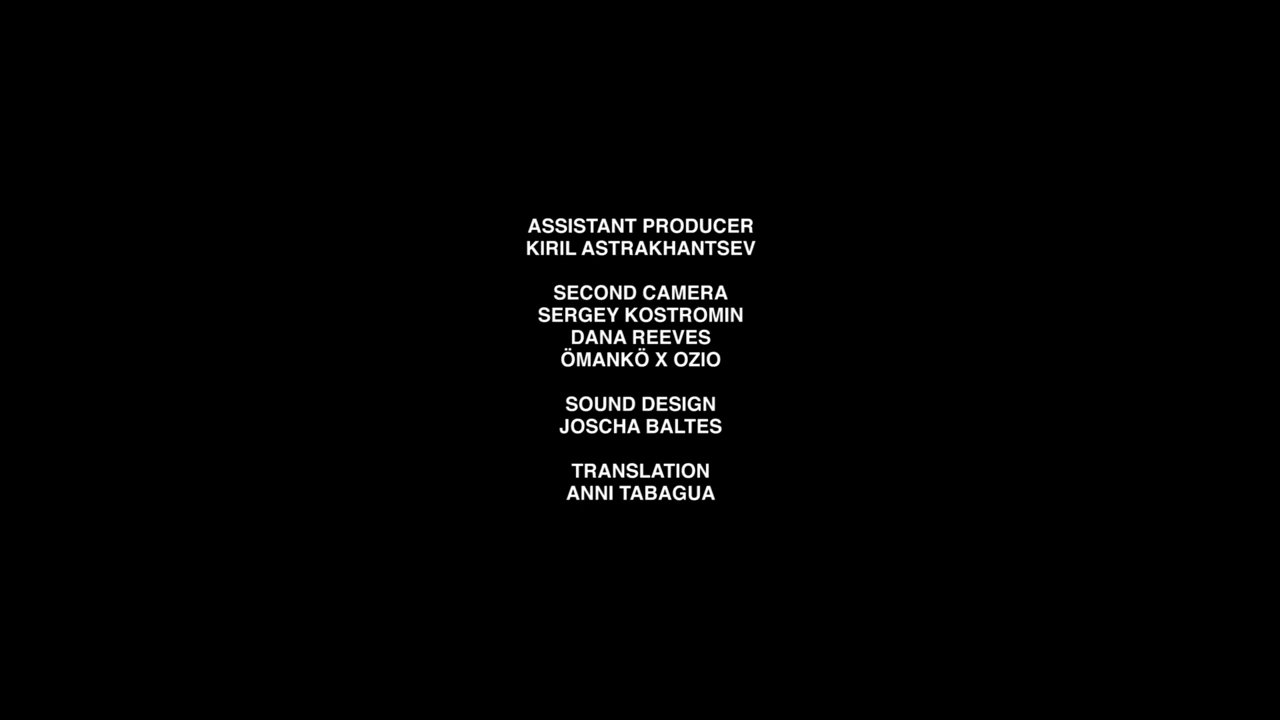 ASSISTANT PRODUCER
KIRIL ASTRAKHANTSEV
SECOND CAMERA
SERGEY KOSTROMIN
DANA REEVES
ÖMANKÖ X OZIO
SOUND DESIGN
JOSCHA BALTES
TRANSLATION
ANNI TABAGUA